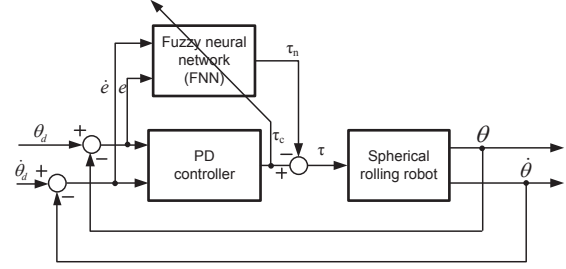 Fuzzy neural
network
(FNN)
τn
ė e
θd
+
−
θ̇d
+
−
PD
controller
τc
+
−
τ
Spherical
rolling robot
θ
θ̇